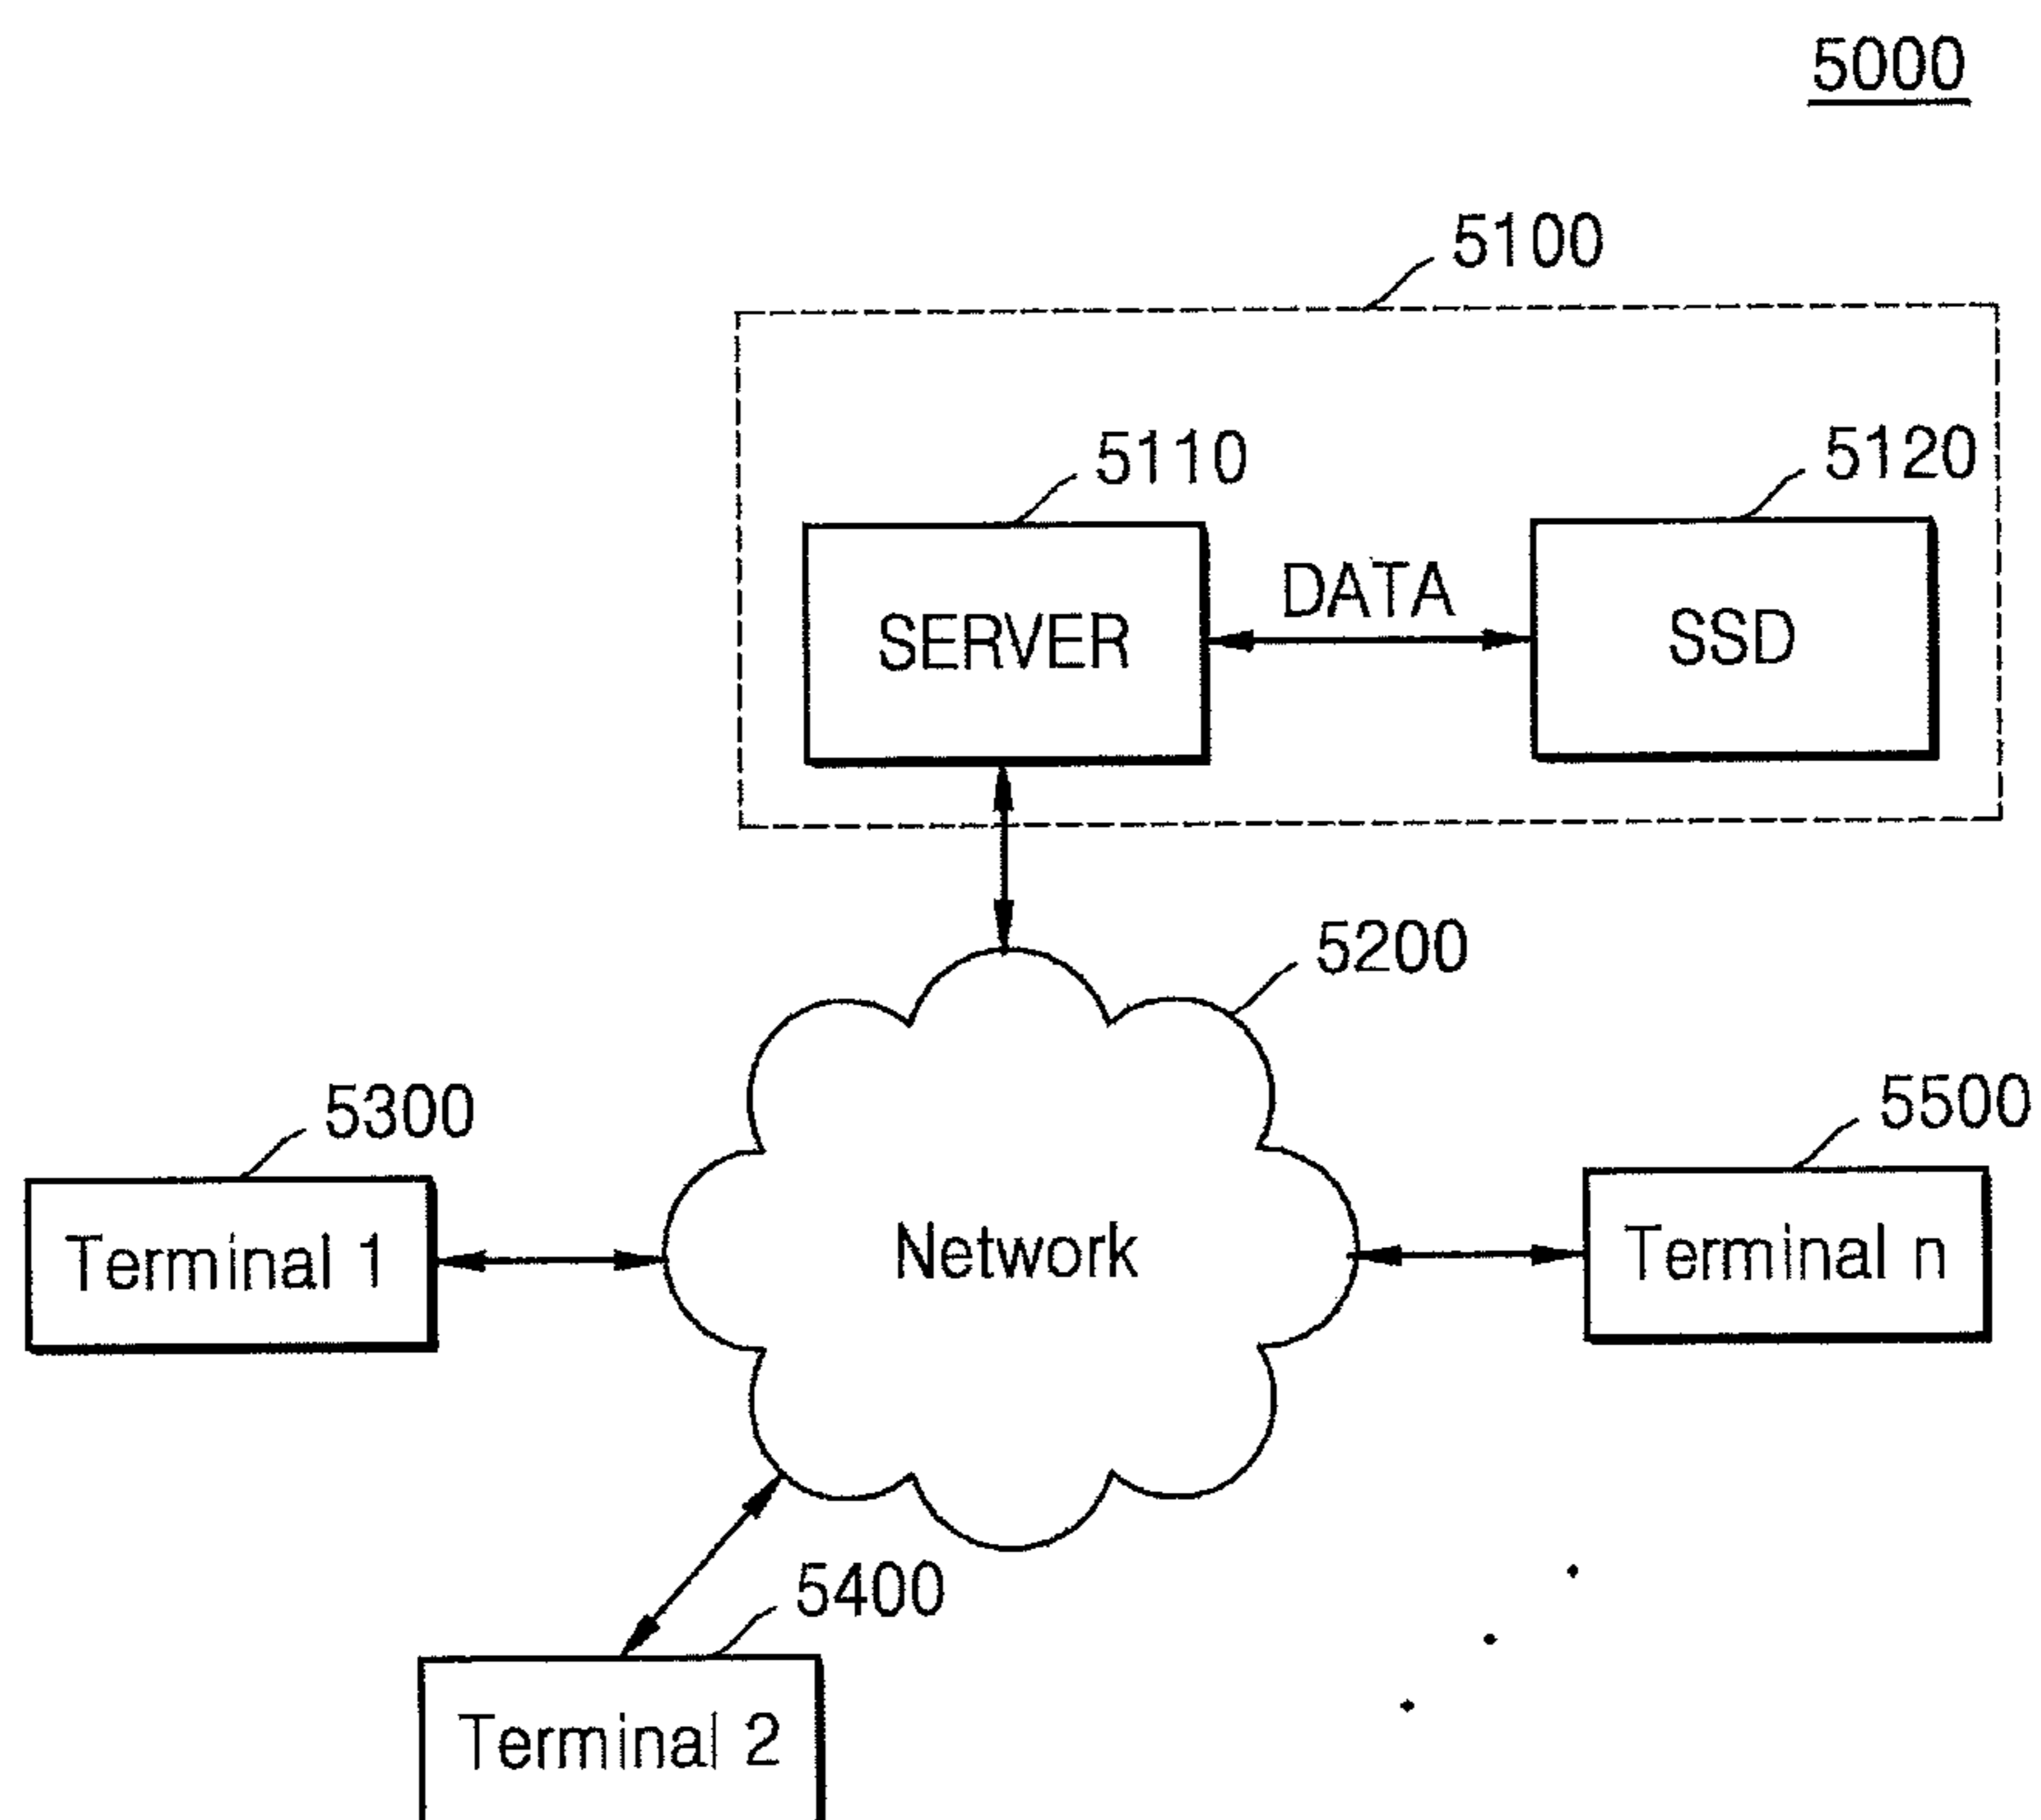 5000
5100
5110
5120
SERVER
DATA
SSD
5200
5300
5500
Terminal 1
Network
Terminal n
5400
Terminal 2